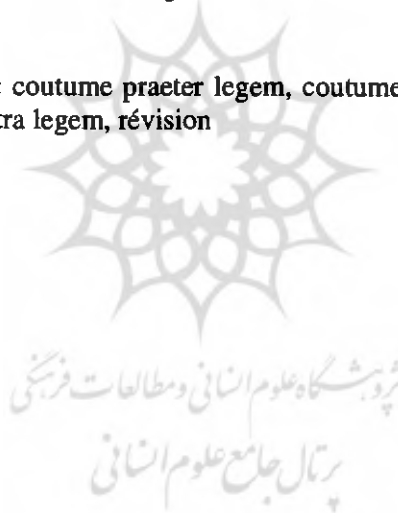 : coutume praeter legem, coutume
tra legem, révision
پژوهشگاه علوم انسانی و مطالعات فرهنگی
پرتال جامع علوم انسانی